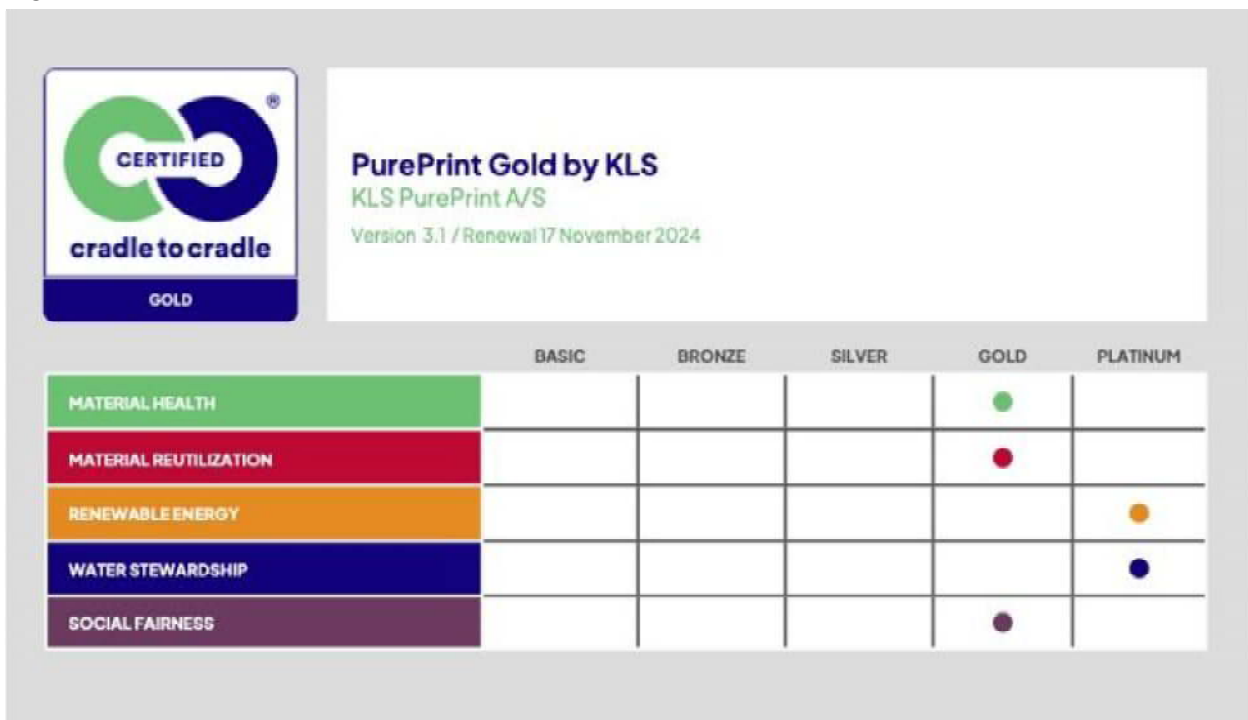 CERTIFIED
®
cradle to cradle
GOLD
PurePrint Gold by KLS
KLS PurePrint A/S
Version 3.1 / Renewal 17 November 2024
BASIC BRONZE SILVER GOLD PLATINUM
MATERIAL HEALTH
MATERIAL REUTILIZATION
RENEWABLE ENERGY
WATER STEWARDSHIP
SOCIAL FAIRNESS